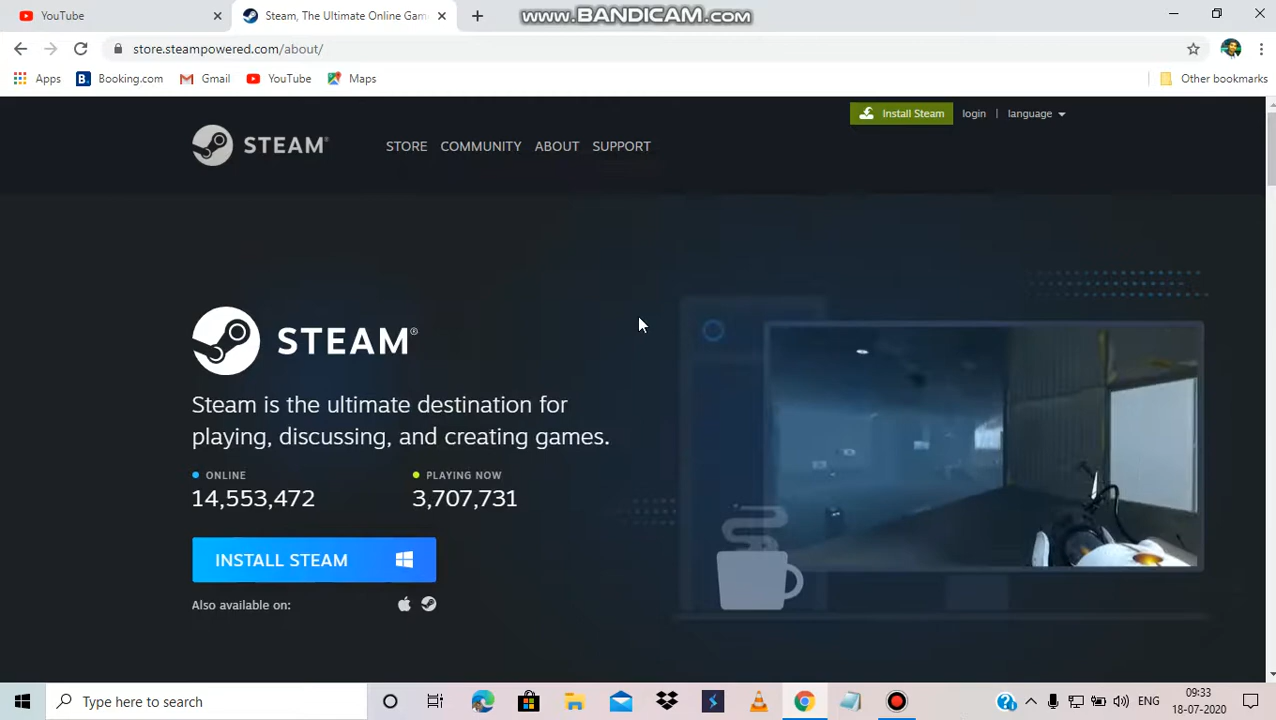 YouTube
Steam, The Ultimate Online Gam
www.BANDICAM.com
store.steampowered.com/about/
Apps
B.
Booking.com
Gmail
YouTube
Maps
Other bookmarks
Install Steam
login | language
STEAM®
STORE
COMMUNITY
ABOUT
SUPPORT
STEAM®
Steam is the ultimate destination for
playing, discussing, and creating games.
ONLINE
PLAYING NOW
14,553,472
3,707,731
INSTALL STEAM
Also available on:
Type here to search
ENG
09:33
18-07-2020